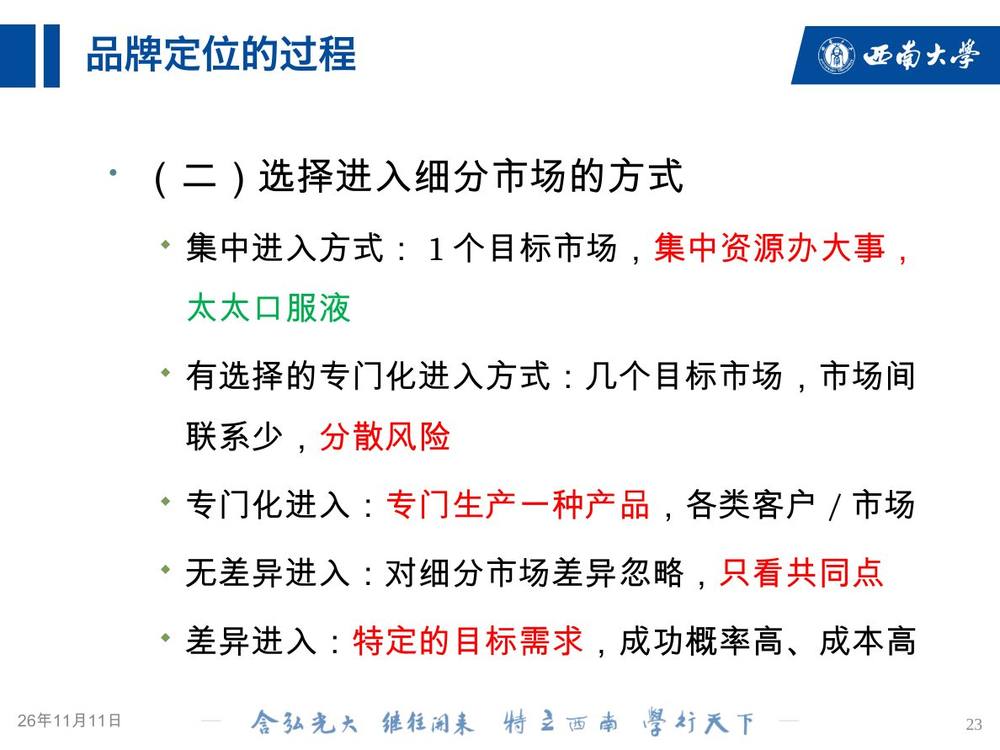 品牌定位的过程
西南大学
（二）选择进入细分市场的方式
集中进入方式：1个目标市场，集中资源办大事，
太太口服液
有选择的专门化进入方式：几个目标市场，市场间
联系少，分散风险
专门化进入：专门生产一种产品，各类客户/市场
无差异进入：对细分市场差异忽略，只看共同点
差异进入：特定的目标需求，成功概率高、成本高
26年11月11日
含弘光大 继往开来 特立西南 学行天下
23